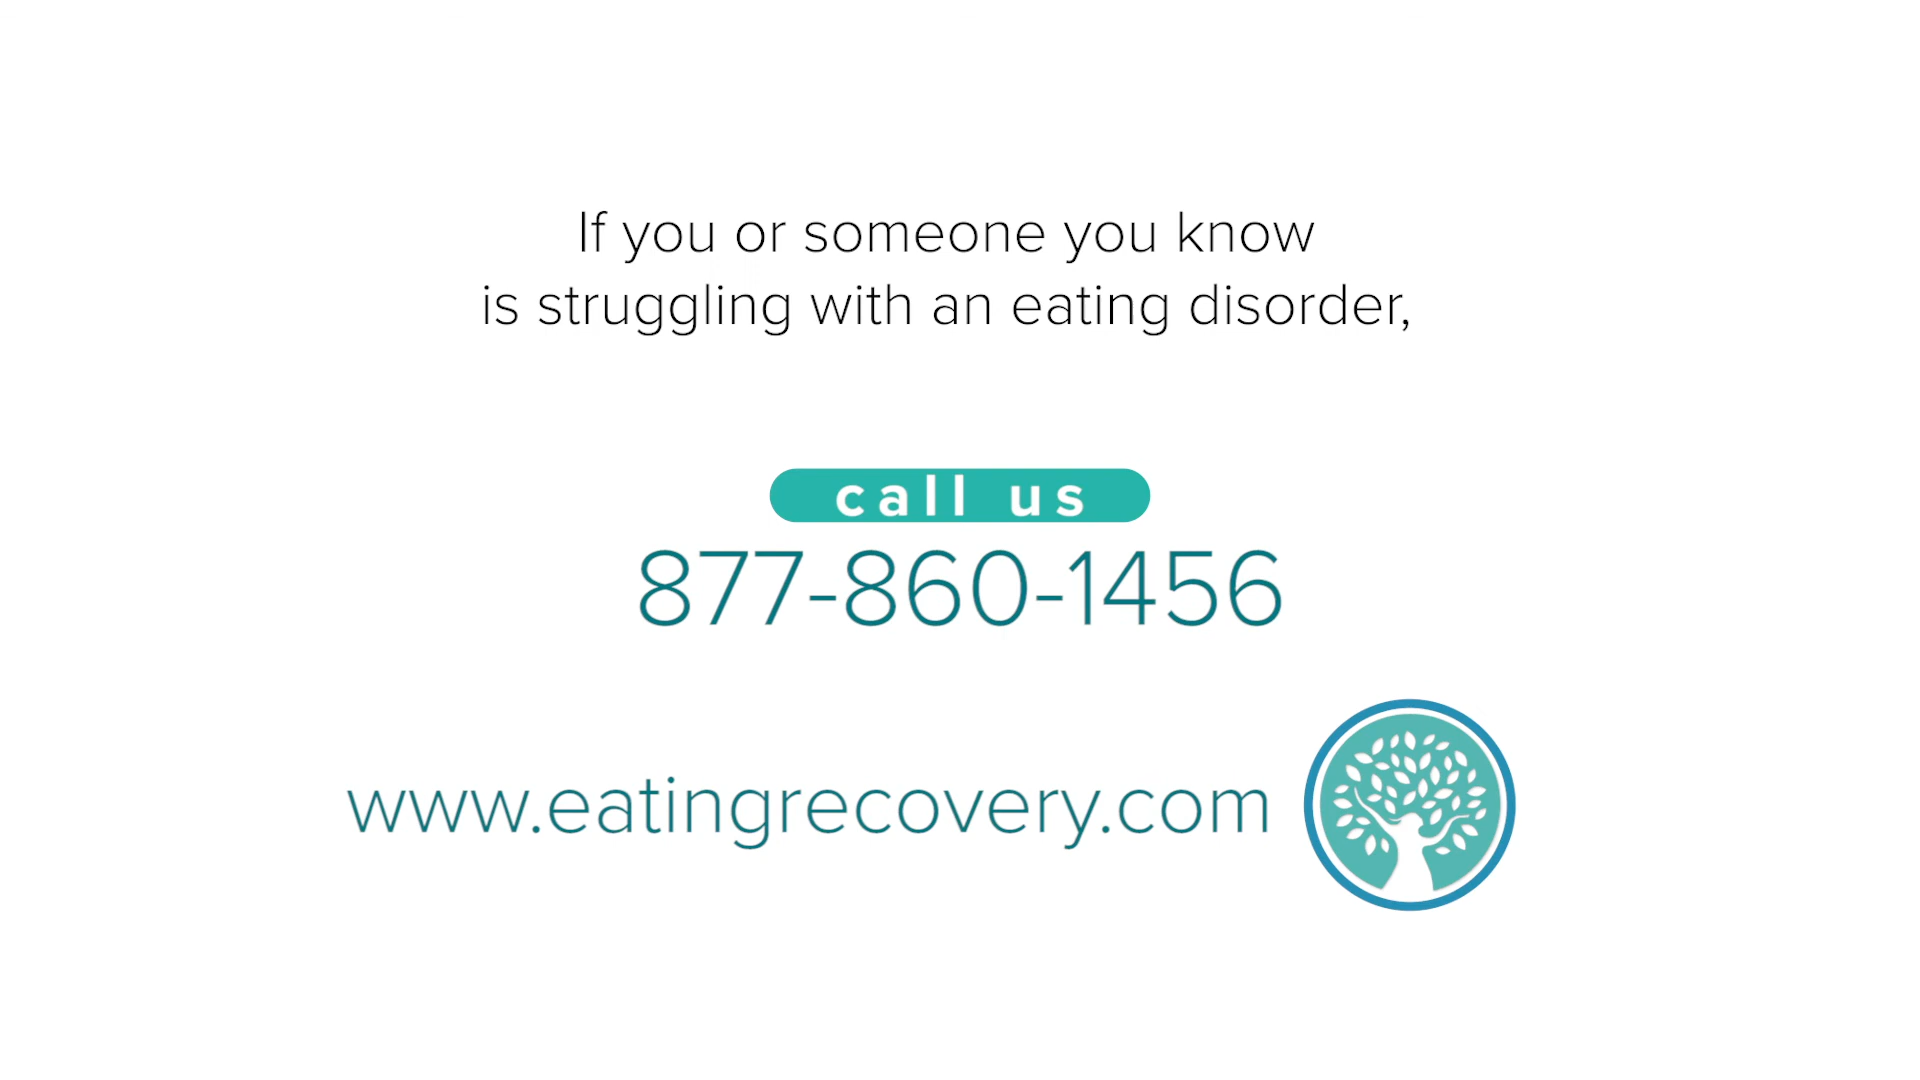 If you or someone you know
is struggling with an eating disorder,
call us
877-860-1456
www.eatingrecovery.com